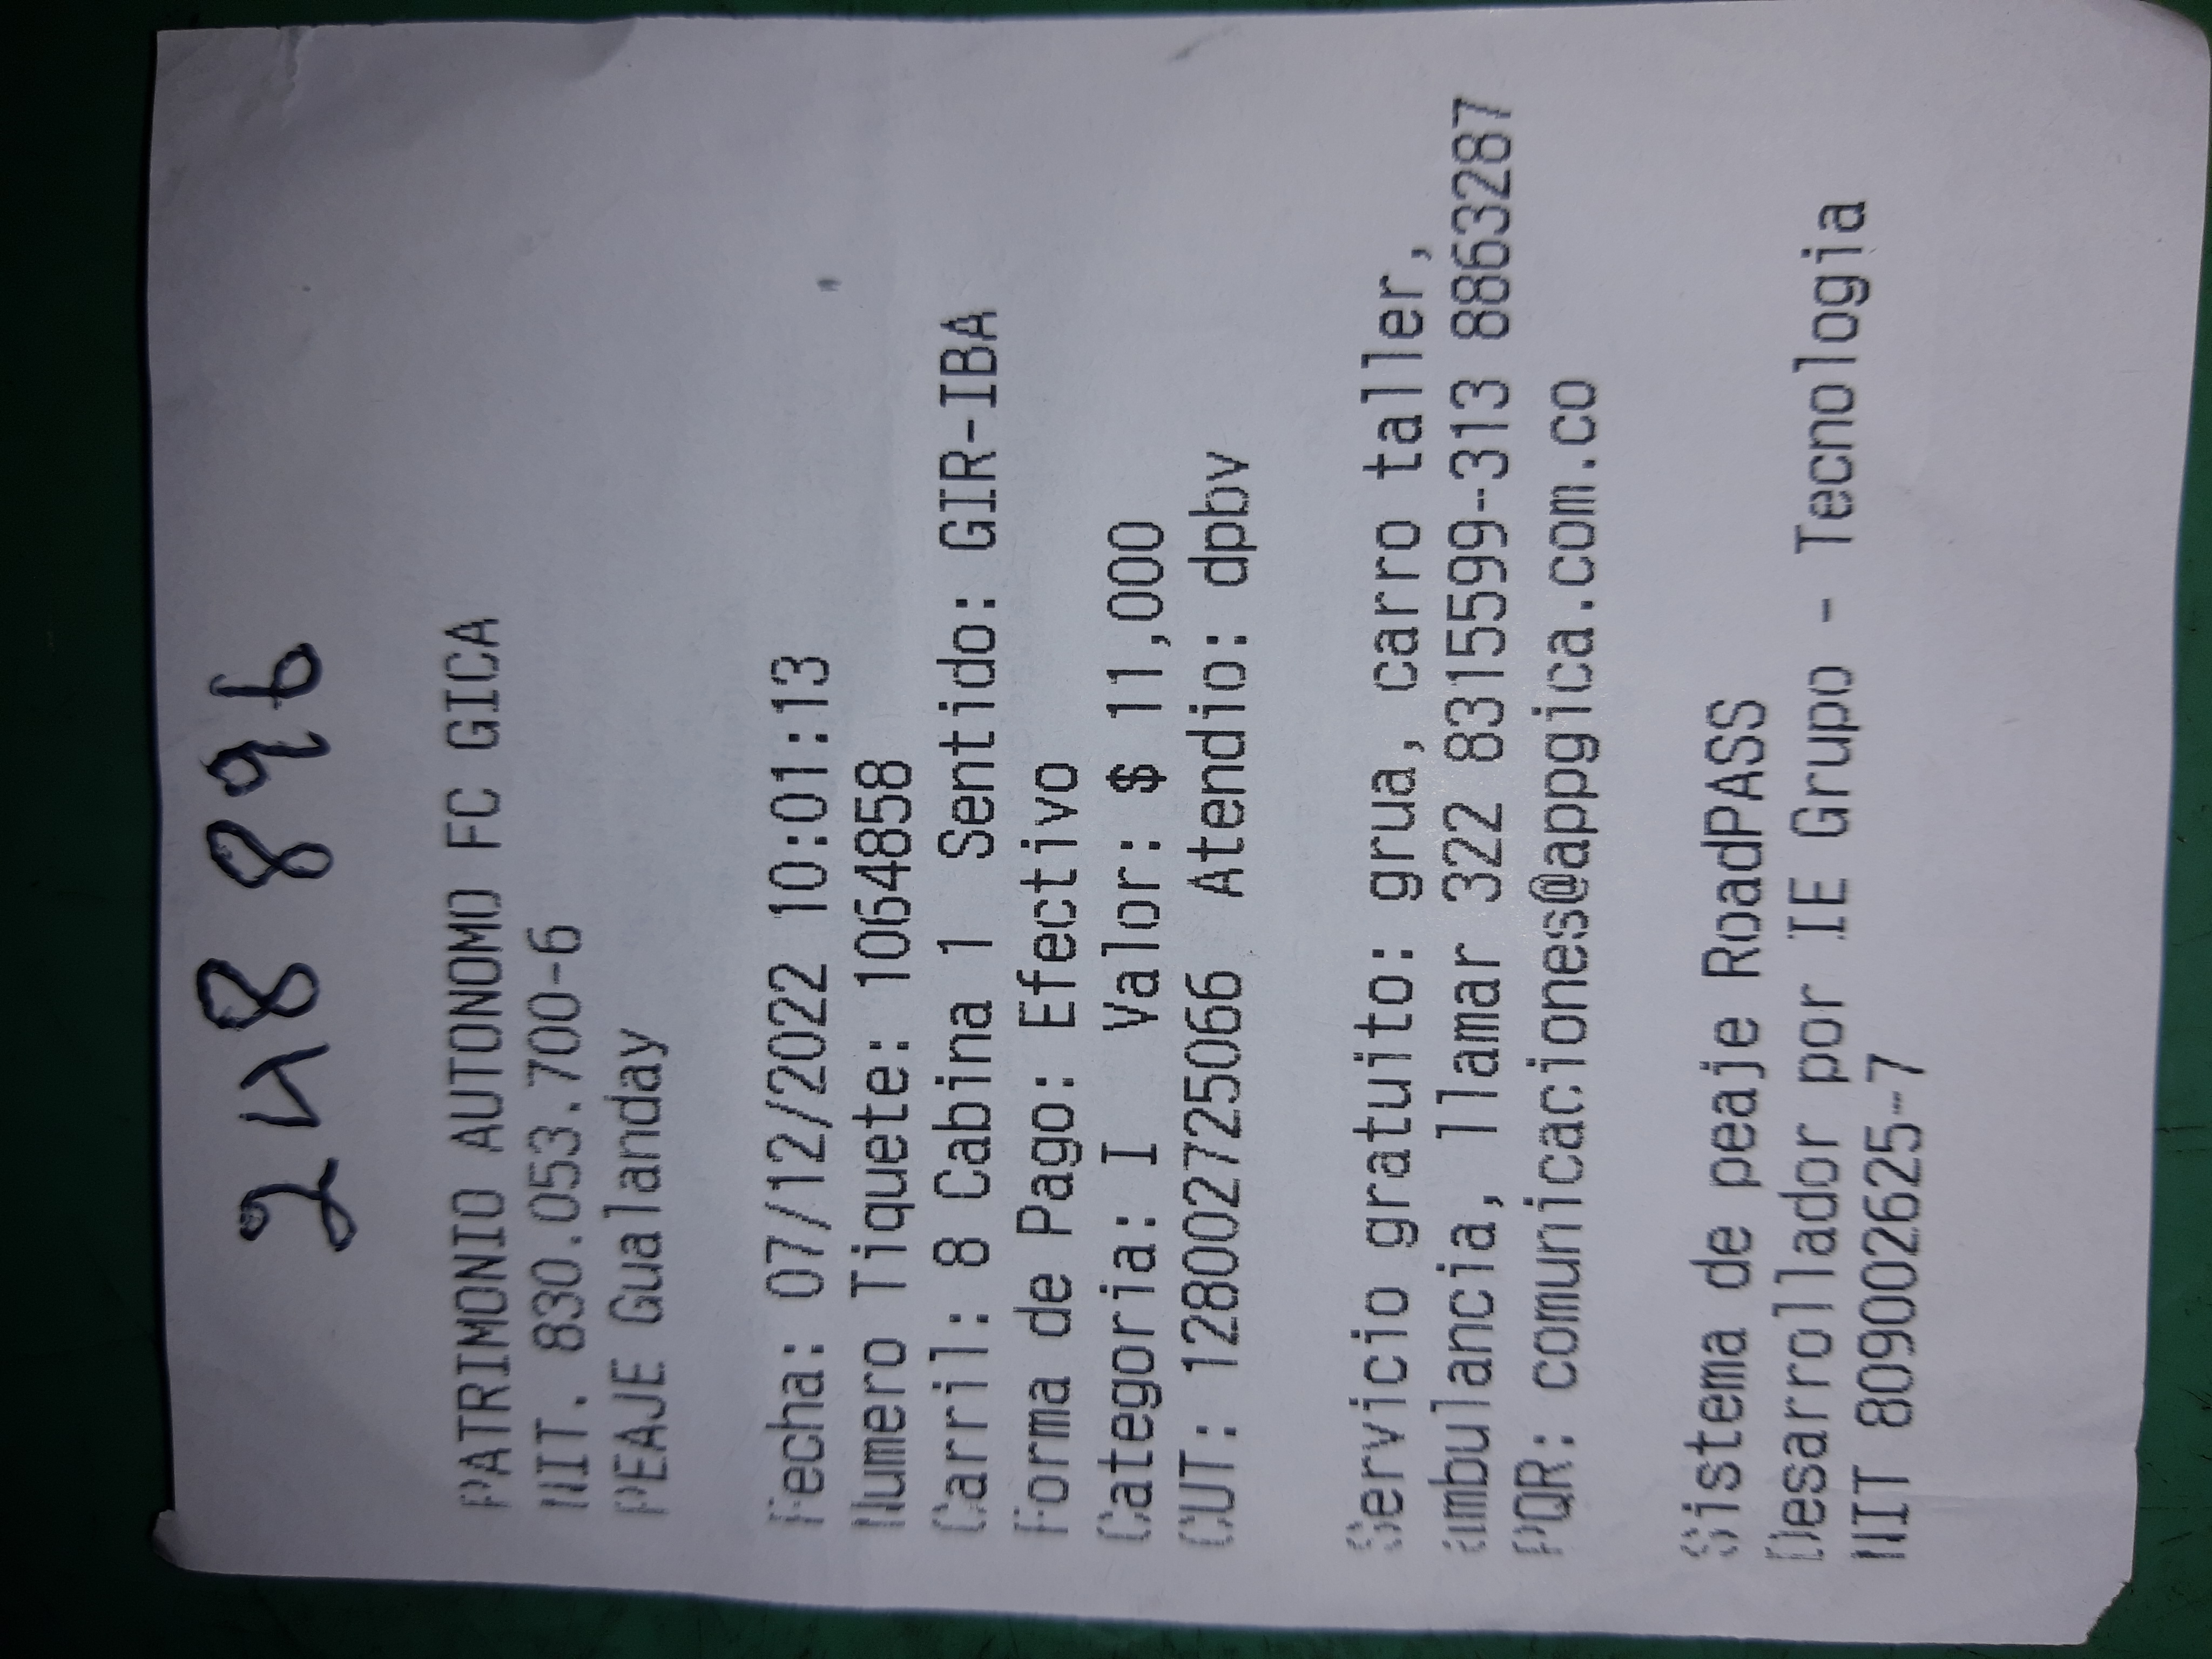 248896
PATRIMONIO AUTONOMO FC GICA
NIT. 830.053.700-6
PEAJE Gualanday
Fecha: 07/12/2022 10:01:13
Numero Tiquete: 1064858
Carril: 8 Cabina 1 Sentido: GIR-IBA
Forma de Pago: Efectivo
Categoria: I Valor: $ 11,000
CUT: 12800272725066 Atendio: dpbv
Servicio gratuito: grua, carro taller,
ambulancia, llamar 322 8315599-313 8863287
PQR: comunicaciones@appgica.com.co
Sistema de peaje RoadPASS
Desarrollador por IE Grupo - Tecnologia
NIT 809002625-7